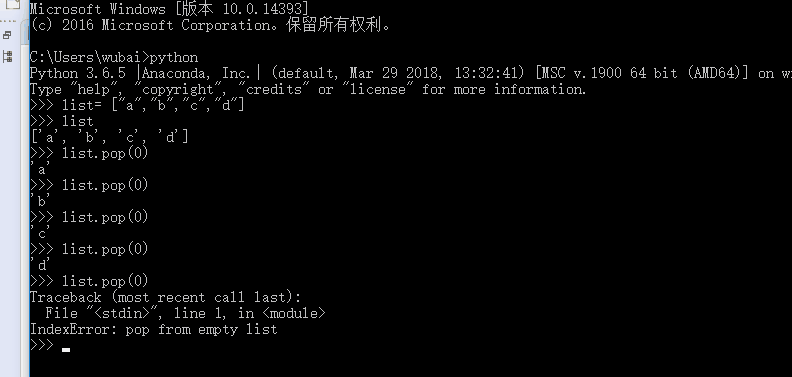 Microsoft Windows [版本 10.0.14393]
(c) 2016 Microsoft Corporation。保留所有权利。
C:\Users\wubai>python
Python 3.6.5 |Anaconda, Inc.| (default, Mar 29 2018, 13:32:41) [MSC v.1900 64 bit (AMD64)] on
Type "help", "copyright", "credits" or "license" for more information.
>>> list= ["a","b","c","d"]
>>> list
['a', 'b', 'c', 'd']
>>> list.pop(0)
'a'
>>> list.pop(0)
'b'
>>> list.pop(0)
'c'
>>> list.pop(0)
'd'
>>> list.pop(0)
Traceback (most recent call last):
  File "<stdin>", line 1, in <module>
IndexError: pop from empty list
>>>